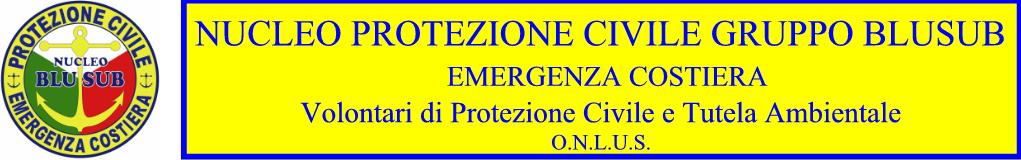 PROTEZIONE CIVILE
NUCLEO
BLU SUB
EMERGENZA COSTIERA
NUCLEO PROTEZIONE CIVILE GRUPPO BLUSUB
EMERGENZA COSTIERA
Volontari di Protezione Civile e Tutela Ambientale
O.N.L.U.S.